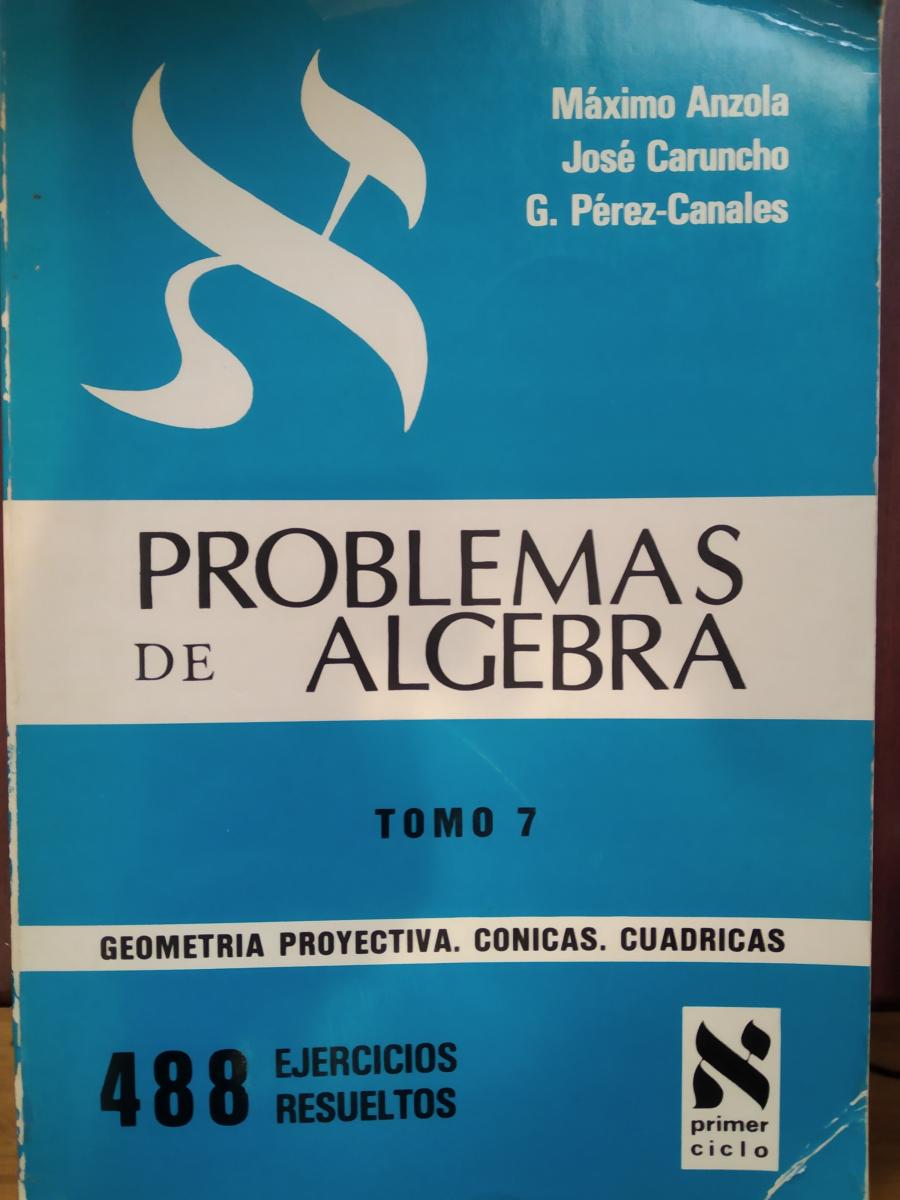 Máximo Anzola
José Caruncho
G. Pérez-Canales
PROBLEMAS
DE ALGEBRA
TOMO 7
GEOMETRIA PROYECTIVA. CONICAS. CUADRICAS
488 EJERCICIOS
RESUELTOS
א
primer
ciclo